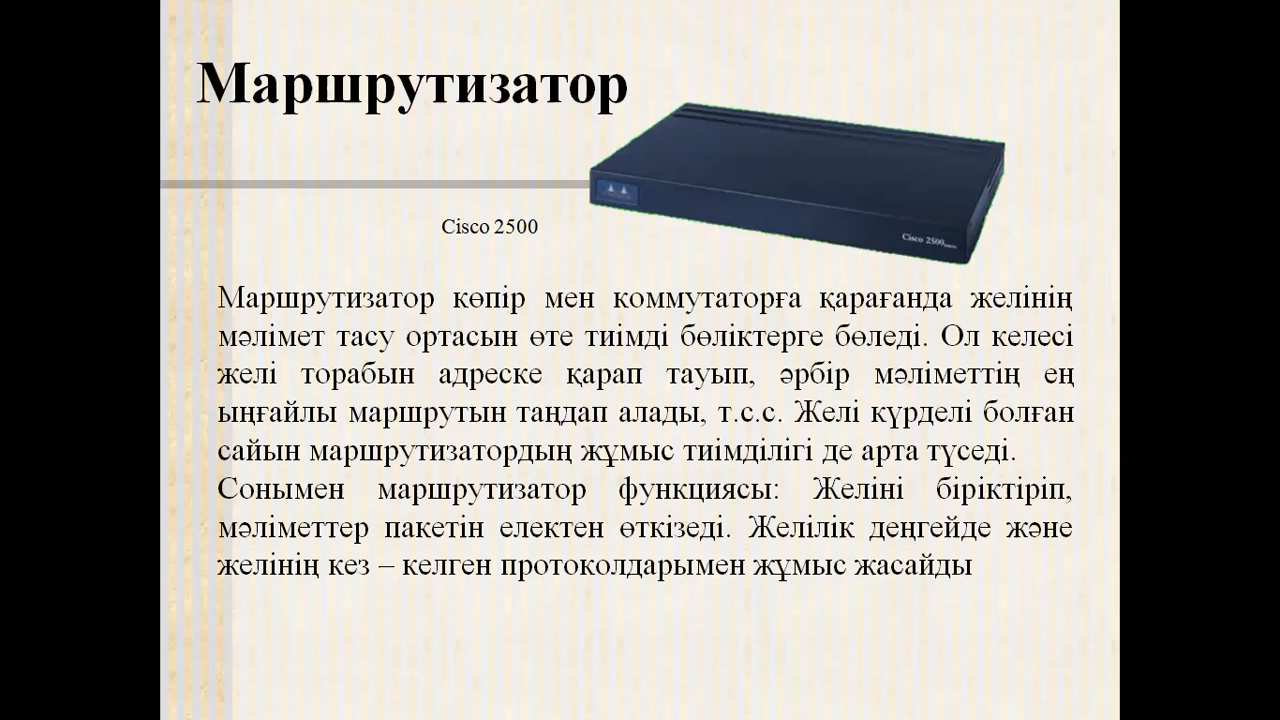 Маршрутизатор
Cisco 2500
Cisco 2500
Маршрутизатор көпір мен коммутаторға қарағанда желінің
мәлімет тасу ортасын өте тиімді бөліктерге бөледі. Ол келесі
желі торабын адреске қарап тауып, әрбір мәліметтің ең
ыңғайлы маршрутын таңдап алады, т.с.с. Желі күрделі болған
сайын маршрутизатордың жұмыс тиімділігі де арта түседі.
Сонымен маршрутизатор функциясы: Желіні біріктіріп,
мәліметтер пакетін електен өткізеді. Желілік деңгейде және
желінің кез – келген протоколдарымен жұмыс жасайды